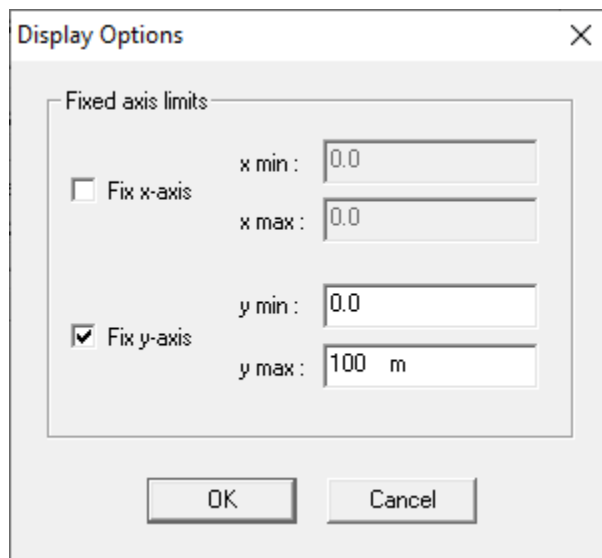 Display Options
Fixed axis limits
Fix x-axis
x min : 0.0
x max : 0.0
Fix y-axis
y min : 0.0
y max : 100 m
OK Cancel